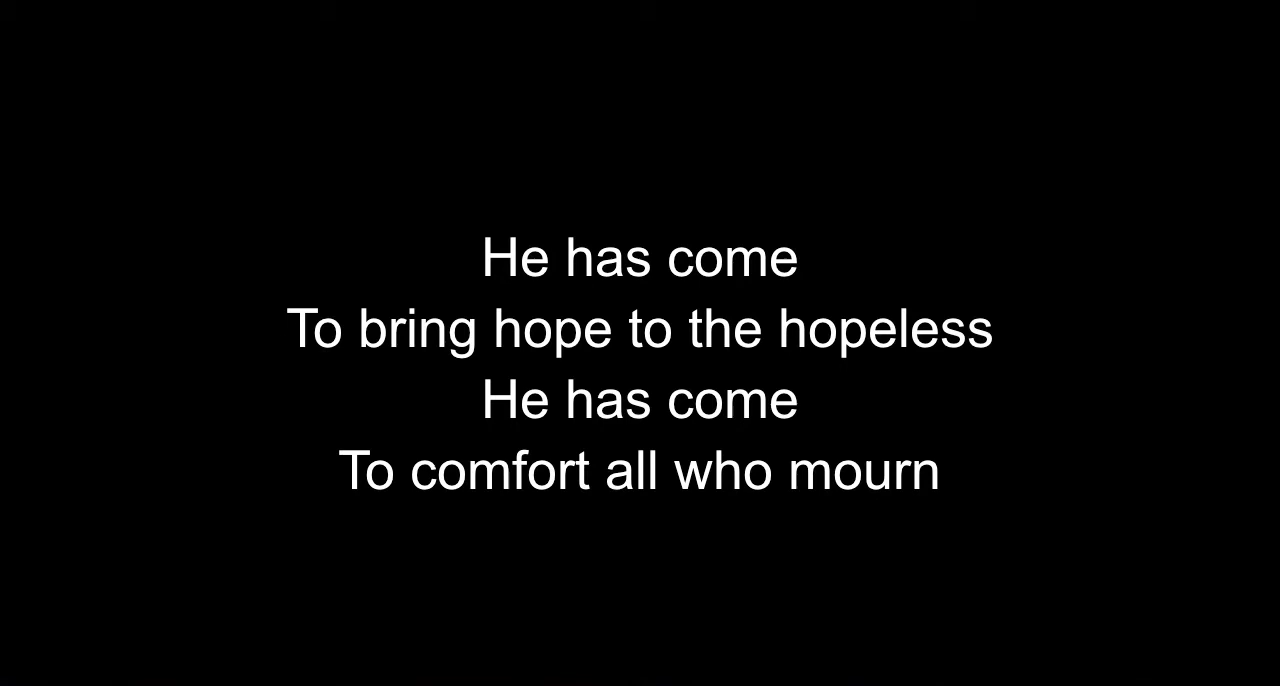 He has come
To bring hope to the hopeless
He has come
To comfort all who mourn